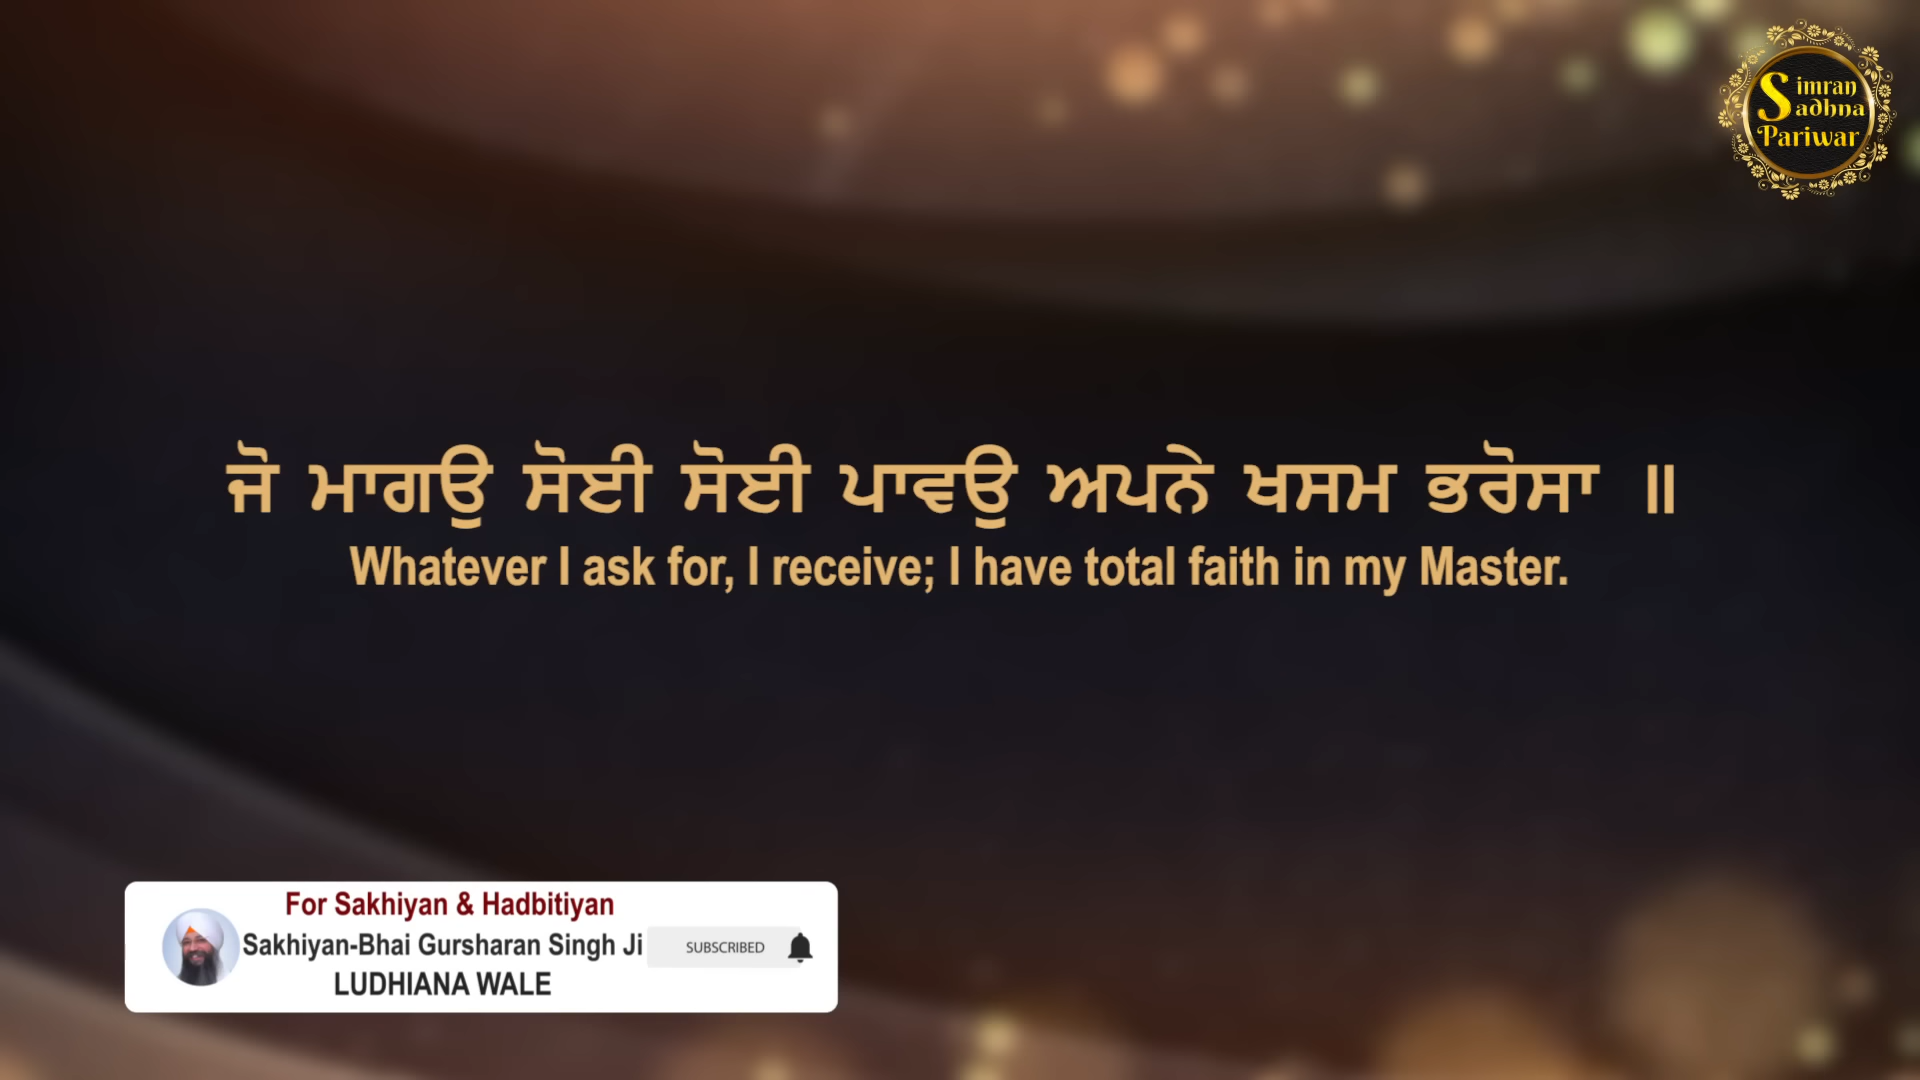 Simran
Sadhna
Pariwar
ਜੋ ਮਾਗਉ ਸੋਈ ਸੋਈ ਪਾਵਉ ਅਪਨੇ ਖਸਮ ਭਰੋਸਾ ॥
Whatever I ask for, I receive; I have total faith in my Master.
For Sakhiyan & Hadbitiyan
Sakhiyan-Bhai Gursharan Singh Ji
SUBSCRIBED
LUDHIANA WALE